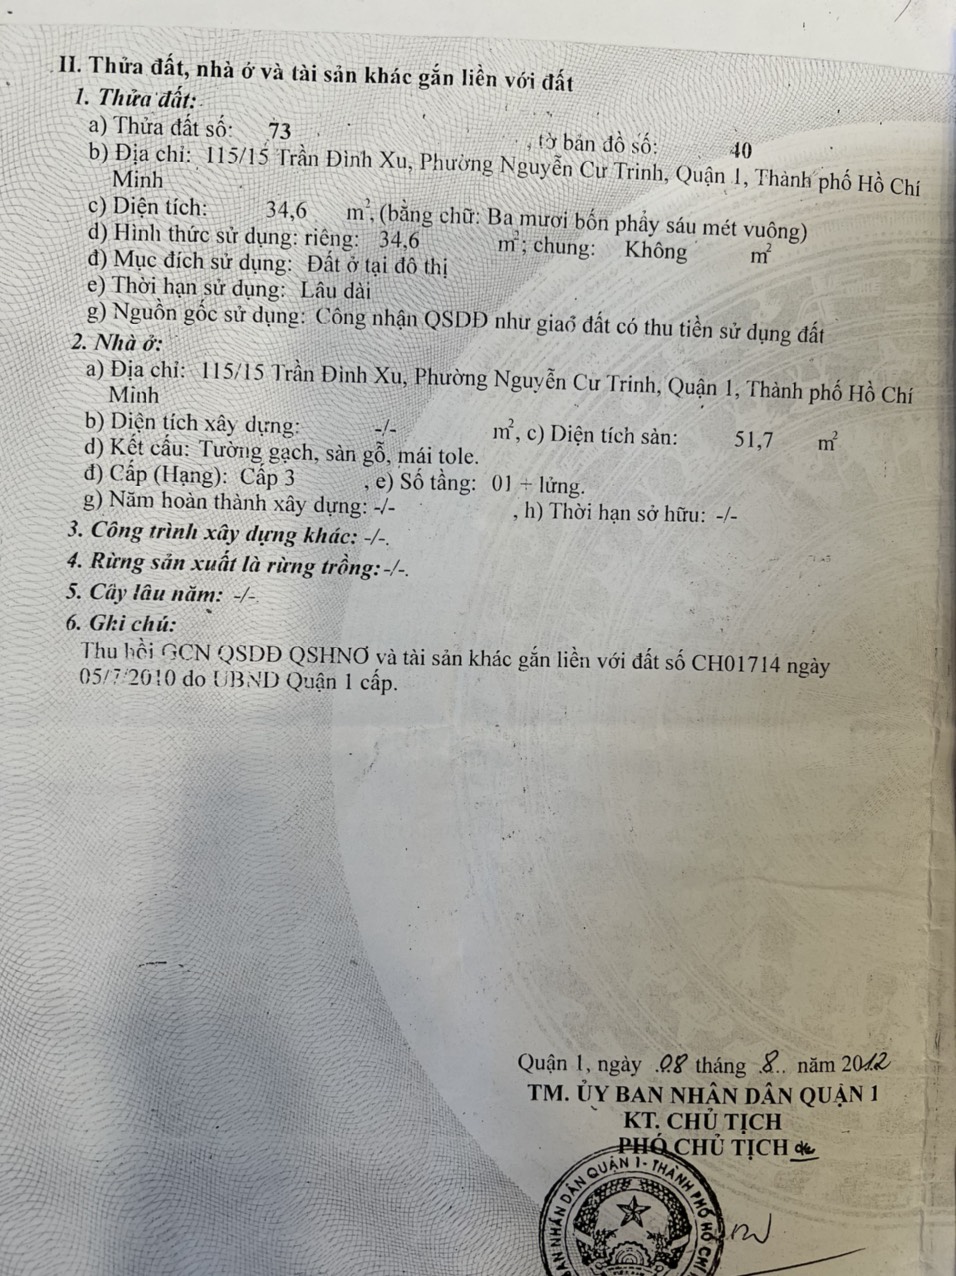 II. Thửa đất, nhà ở và tài sản khác gắn liền với đất
1. Thửa đất:
a) Thửa đất số: 73 , tờ bản đồ số: 40
b) Địa chỉ: 115/15 Trần Đình Xu, Phường Nguyễn Cư Trinh, Quận 1, Thành phố Hồ Chí
Minh
c) Diện tích: 34,6 m², (bằng chữ: Ba mươi bốn phẩy sáu mét vuông)
d) Hình thức sử dụng: riêng: 34,6 m²; chung: Không m²
đ) Mục đích sử dụng: Đất ở tại đô thị
e) Thời hạn sử dụng: Lâu dài
g) Nguồn gốc sử dụng: Công nhận QSDĐ như giao đất có thu tiền sử dụng đất
2. Nhà ở:
a) Địa chỉ: 115/15 Trần Đình Xu, Phường Nguyễn Cư Trinh, Quận 1, Thành phố Hồ Chí
Minh
b) Diện tích xây dựng: -/- m², c) Diện tích sàn: 51,7 m²
d) Kết cấu: Tường gạch, sàn gỗ, mái tole.
đ) Cấp (Hạng): Cấp 3 , e) Số tầng: 01 + lửng.
g) Năm hoàn thành xây dựng: -/- , h) Thời hạn sở hữu: -/-
3. Công trình xây dựng khác: -/-.
4. Rừng sản xuất là rừng trồng: -/-.
5. Cây lâu năm: -/-
6. Ghi chú:
Thu hồi GCN QSDĐ QSHNƠ và tài sản khác gắn liền với đất số CH01714 ngày
05/7/2010 do UBND Quận 1 cấp.
Quận 1, ngày 08 tháng 8 năm 2012
TM. ỦY BAN NHÂN DÂN QUẬN 1
KT. CHỦ TỊCH
PHÓ CHỦ TỊCH
BAN NHÂN DÂN QUẬN 1 - THÀNH PHỐ HỒ CHÍ